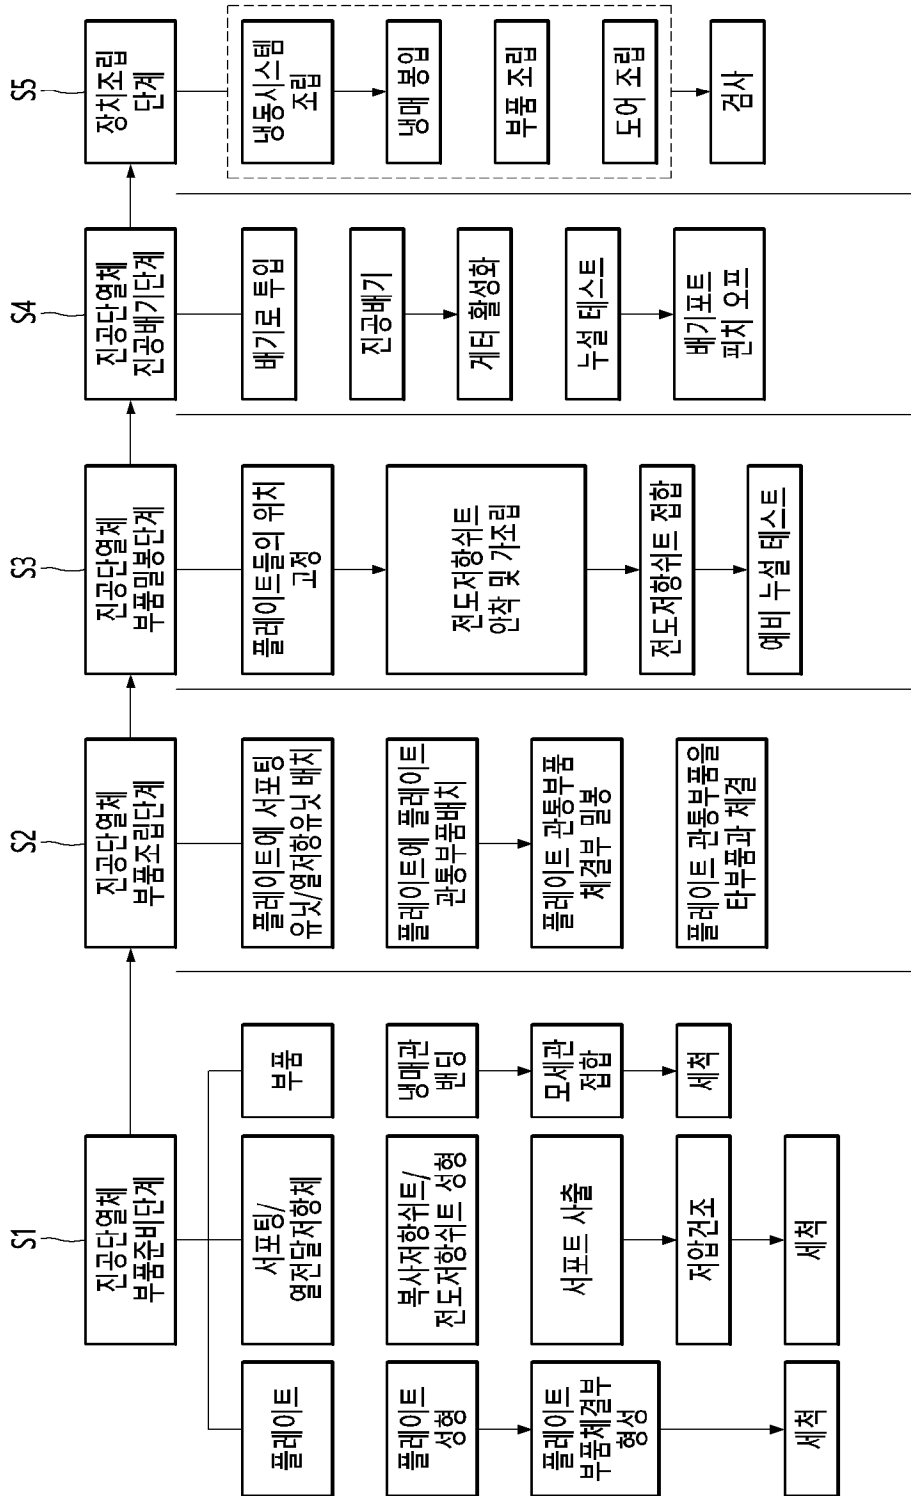 S1
진공단열체
부품준비단계
플레이트
플레이트
성형
플레이트
부품체결부
형성
세척
서포팅/
열전달저항체
복사저항쉬트/
전도저항쉬트 성형
서포트 사출
저압건조
세척
부품
냉매관
밴딩
모세관
접합
세척
S2
진공단열체
부품조립단계
플레이트에 서포팅
유닛/열저항유닛 배치
플레이트에 플레이트
관통부품배치
플레이트 관통부품
체결부 밀봉
플레이트 관통부품을
타부품과 체결
S3
진공단열체
부품밀봉단계
플레이트들의 위치
고정
전도저항쉬트
안착 및 가조립
전도저항쉬트 접합
예비 누설 테스트
S4
진공단열체
진공배기단계
배기로 투입
진공배기
게터 활성화
누설 테스트
배기포트
핀치 오프
S5
장치조립
단계
냉동시스템
조립
냉매 봉입
부품 조립
도어 조립
검사